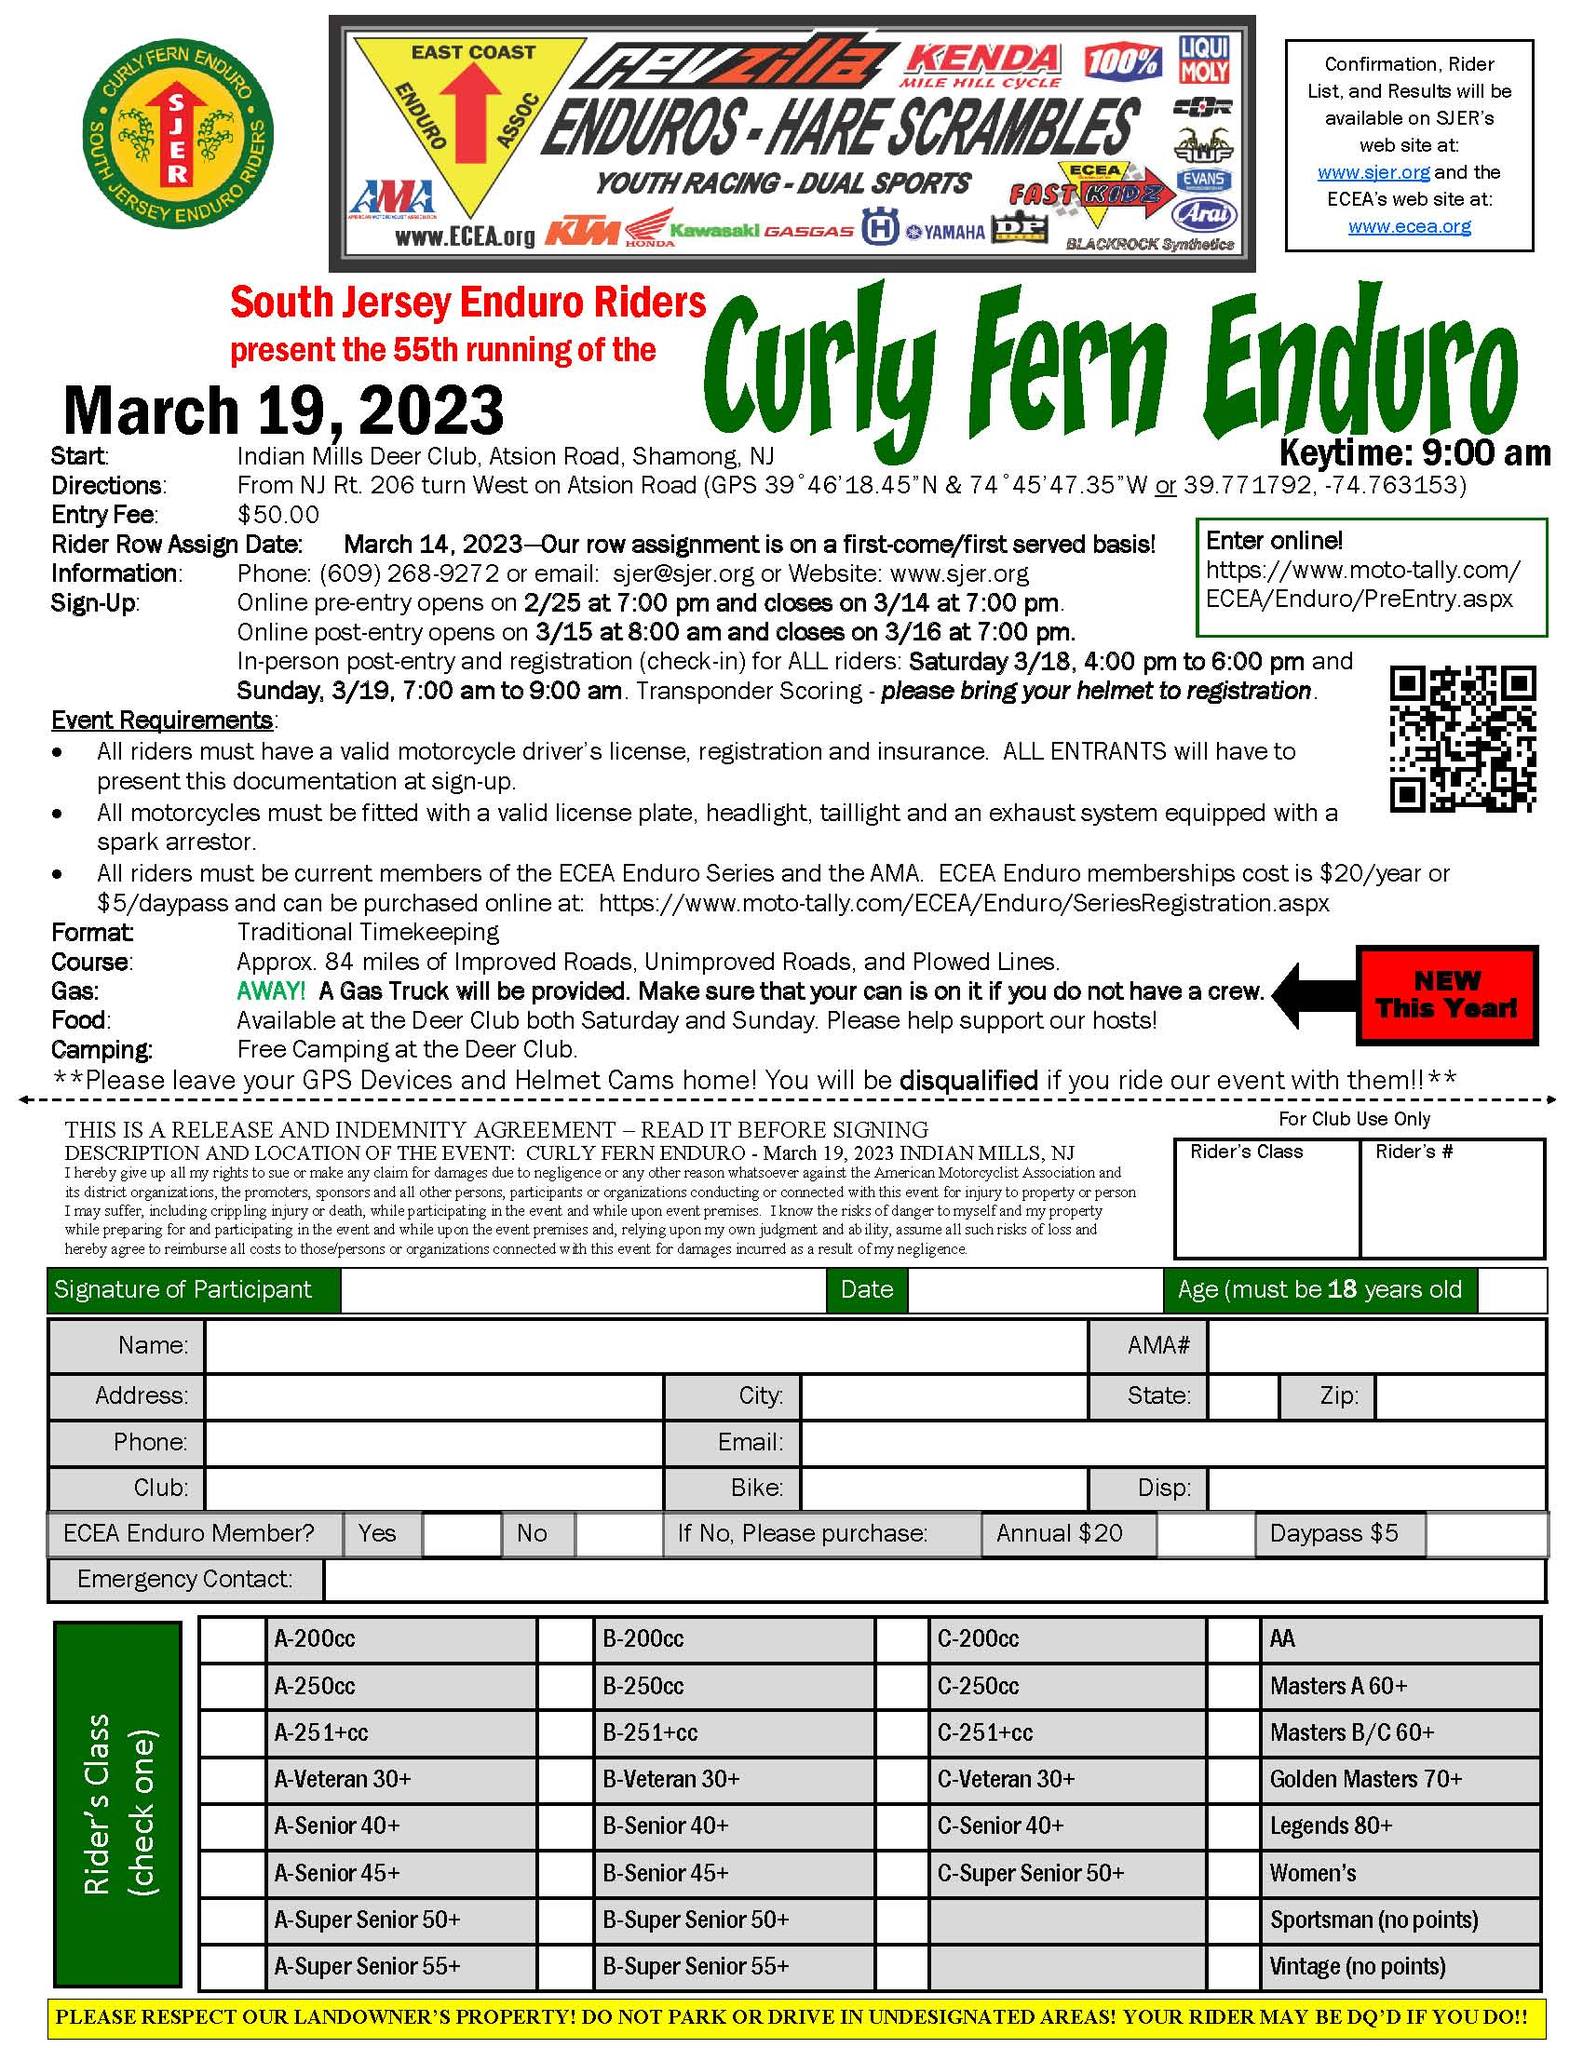 CURLY FERN ENDURO
SOUTH JERSEY ENDURO RIDERS
SJER
EAST COAST
ENDURO
ASSOC
AMA
AMERICAN MOTORCYCLIST ASSOCIATION
www.ECEA.org
revzilla
KENDA
MILE HILL CYCLE
100%
LIQUI
MOLY
ENDUROS - HARE SCRAMBLES
YOUTH RACING - DUAL SPORTS
ECEA
FAST KIDZ
EVANS
Arai
KTM
HONDA
Kawasaki
GASGAS
H
YAMAHA
DP
BLACKROCK Synthetics
Confirmation, Rider
List, and Results will be
available on SJER's
web site at:
www.sjer.org and the
ECEA's web site at:
www.ecea.org
South Jersey Enduro Riders
present the 55th running of the
Curly Fern Enduro
March 19, 2023
Keytime: 9:00 am
Start: Indian Mills Deer Club, Atsion Road, Shamong, NJ
Directions: From NJ Rt. 206 turn West on Atsion Road (GPS 39˚46'18.45"N & 74˚45'47.35"W or 39.771792, -74.763153)
Entry Fee: $50.00
Rider Row Assign Date: March 14, 2023—Our row assignment is on a first-come/first served basis!
Information: Phone: (609) 268-9272 or email: sjer@sjer.org or Website: www.sjer.org
Sign-Up: Online pre-entry opens on 2/25 at 7:00 pm and closes on 3/14 at 7:00 pm.
Online post-entry opens on 3/15 at 8:00 am and closes on 3/16 at 7:00 pm.
In-person post-entry and registration (check-in) for ALL riders: Saturday 3/18, 4:00 pm to 6:00 pm and
Sunday, 3/19, 7:00 am to 9:00 am. Transponder Scoring - please bring your helmet to registration.
Enter online!
https://www.moto-tally.com/
ECEA/Enduro/PreEntry.aspx
Event Requirements:
• All riders must have a valid motorcycle driver's license, registration and insurance. ALL ENTRANTS will have to
present this documentation at sign-up.
• All motorcycles must be fitted with a valid license plate, headlight, taillight and an exhaust system equipped with a
spark arrestor.
• All riders must be current members of the ECEA Enduro Series and the AMA. ECEA Enduro memberships cost is $20/year or
$5/daypass and can be purchased online at: https://www.moto-tally.com/ECEA/Enduro/SeriesRegistration.aspx
Format: Traditional Timekeeping
Course: Approx. 84 miles of Improved Roads, Unimproved Roads, and Plowed Lines.
Gas: AWAY! A Gas Truck will be provided. Make sure that your can is on it if you do not have a crew.
NEW
This Year!
Food: Available at the Deer Club both Saturday and Sunday. Please help support our hosts!
Camping: Free Camping at the Deer Club.
**Please leave your GPS Devices and Helmet Cams home! You will be disqualified if you ride our event with them!!**
THIS IS A RELEASE AND INDEMNITY AGREEMENT – READ IT BEFORE SIGNING
DESCRIPTION AND LOCATION OF THE EVENT: CURLY FERN ENDURO - March 19, 2023 INDIAN MILLS, NJ
I hereby give up all my rights to sue or make any claim for damages due to negligence or any other reason whatsoever against the American Motorcyclist Association and
its district organizations, the promoters, sponsors and all other persons, participants or organizations conducting or connected with this event for injury to property or person
I may suffer, including crippling injury or death, while participating in the event and while upon event premises. I know the risks of danger to myself and my property
while preparing for and participating in the event and while upon the event premises and, relying upon my own judgment and ability, assume all such risks of loss and
hereby agree to reimburse all costs to those/persons or organizations connected with this event for damages incurred as a result of my negligence.
For Club Use Only
Rider's Class Rider's #
Signature of Participant Date Age (must be 18 years old
Name: AMA#
Address: City: State: Zip:
Phone: Email:
Club: Bike: Disp:
ECEA Enduro Member? Yes No If No, Please purchase: Annual $20 Daypass $5
Emergency Contact:
Rider's Class
(check one)
A-200cc B-200cc C-200cc AA
A-250cc B-250cc C-250cc Masters A 60+
A-251+cc B-251+cc C-251+cc Masters B/C 60+
A-Veteran 30+ B-Veteran 30+ C-Veteran 30+ Golden Masters 70+
A-Senior 40+ B-Senior 40+ C-Senior 40+ Legends 80+
A-Senior 45+ B-Senior 45+ C-Super Senior 50+ Women's
A-Super Senior 50+ B-Super Senior 50+ Sportsman (no points)
A-Super Senior 55+ B-Super Senior 55+ Vintage (no points)
PLEASE RESPECT OUR LANDOWNER'S PROPERTY! DO NOT PARK OR DRIVE IN UNDESIGNATED AREAS! YOUR RIDER MAY BE DQ'D IF YOU DO!!